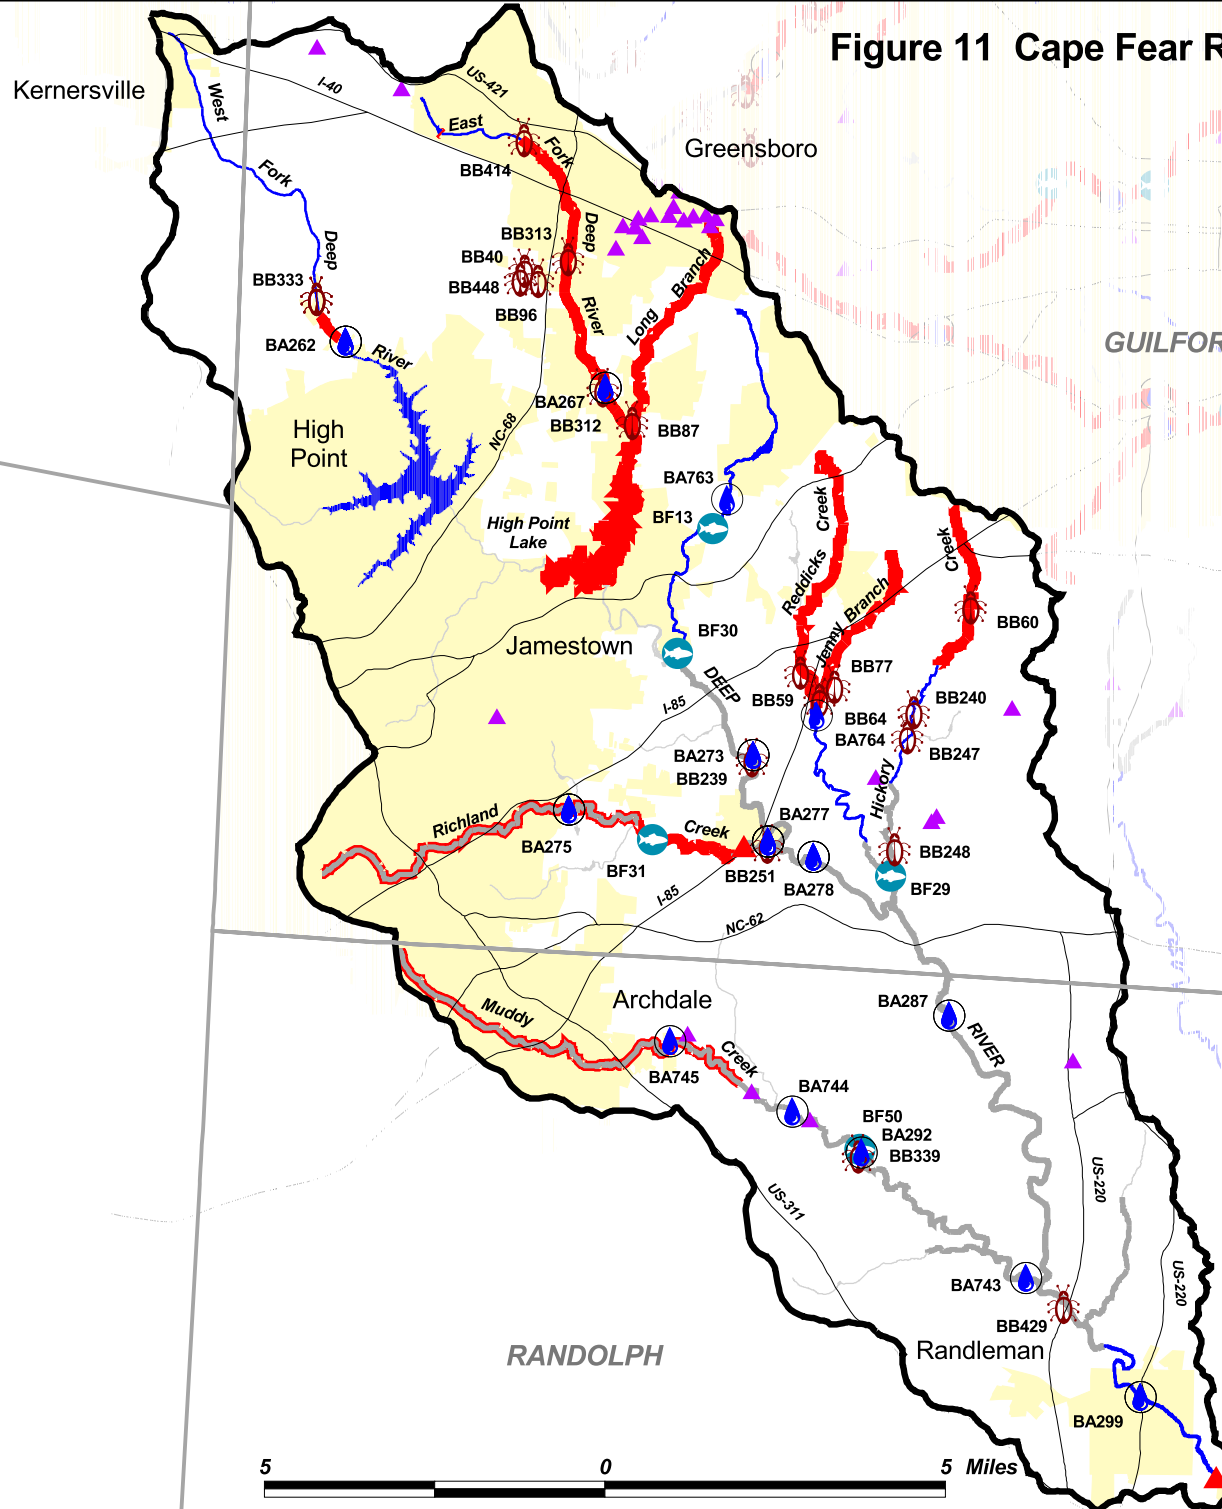 Figure 11 Cape Fear R
Kernersville
West
I-40
US-421
East
Fork
Greensboro
BB414
Fork
Deep
Deep
BB313
BB40
BB333
BB448
BB96
Branch
River
Long
BA262
River
GUILFOR
BA267
BB312
BB87
NC-68
High
Point
BA763
BF13
Creek
High Point
Lake
Creek
Reddicks
Branch
BB60
BF30
Jamestown
Jenny
DEEP
BB77
BB59
I-85
BB240
BB64
BA764
BB247
BA273
BB239
Hickory
Richland
BA277
Creek
BA275
BB248
BF31
BB251
BA278
BF29
I-85
NC-62
Archdale
BA287
Muddy
RIVER
Creek
BA745
BA744
BF50
BA292
BB339
US-220
US-311
BA743
US-220
BB429
Randleman
RANDOLPH
BA299
5 0 5 Miles